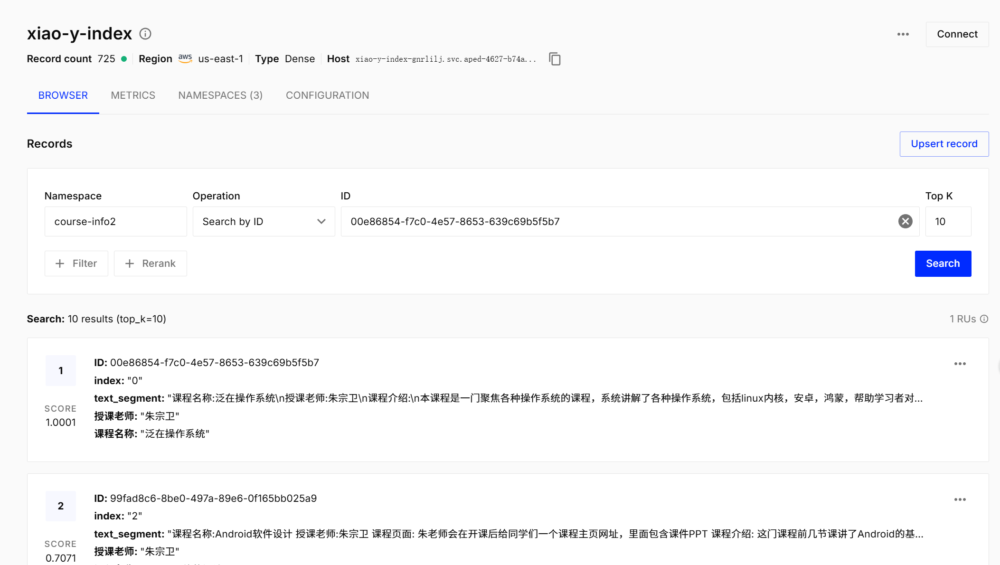 xiao-y-index
Connect
Record count 725 Region aws us-east-1 Type Dense Host xiao-y-index-gnrlilj.svc.aped-4627-b74a...
BROWSER METRICS NAMESPACES (3) CONFIGURATION
Records
Upsert record
Namespace Operation ID Top K
course-info2 Search by ID 00e86854-f7c0-4e57-8653-639c69b5f5b7 10
Filter Rerank Search
Search: 10 results (top_k=10)
1 RUs
1
ID: 00e86854-f7c0-4e57-8653-639c69b5f5b7
index: "0"
text_segment: "课程名称:泛在操作系统\n授课老师:朱宗卫\n课程介绍:\n本课程是一门聚焦各种操作系统的课程，系统讲解了各种操作系统，包括linux内核，安卓，鸿蒙，帮助学习者对...
SCORE
1.0001
授课老师: "朱宗卫"
课程名称: "泛在操作系统"
2
ID: 99fad8c6-8be0-497a-89e6-0f165bb025a9
index: "2"
text_segment: "课程名称:Android软件设计 授课老师:朱宗卫 课程页面: 朱老师会在开课后给同学们一个课程主页网址，里面包含课件PPT 课程介绍: 这门课程前几节课讲了Android的基...
SCORE
0.7071
授课老师: "朱宗卫"